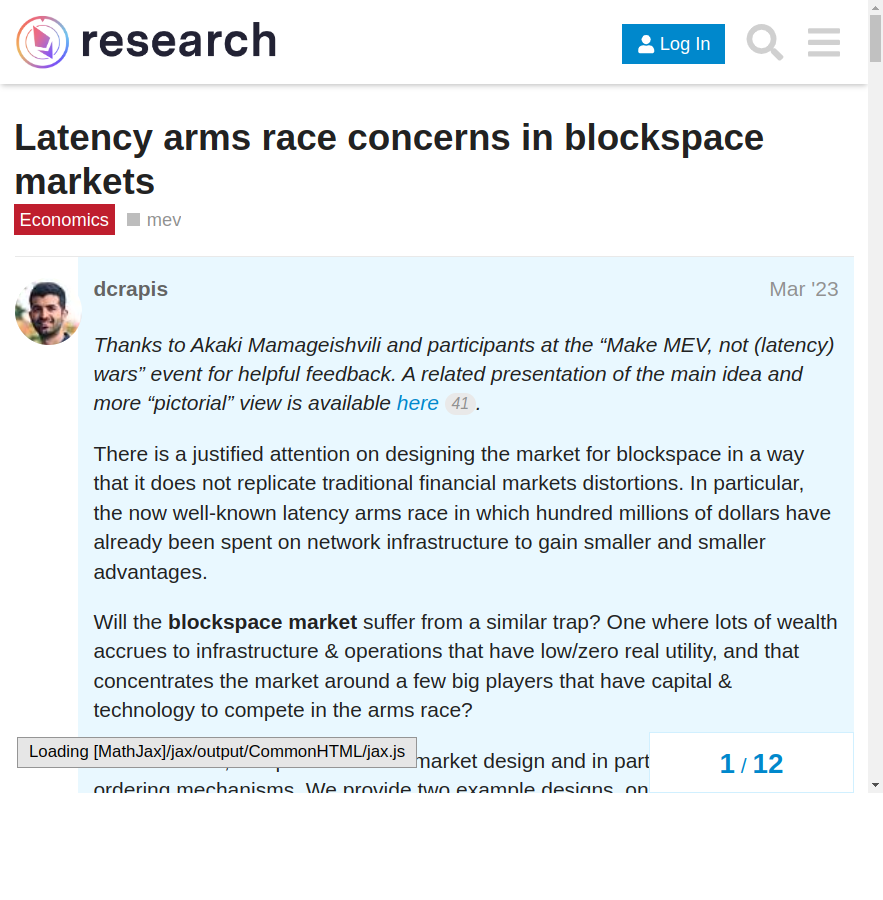 research
Log In
Latency arms race concerns in blockspace
markets
Economics
mev
dcrapis
Mar '23
Thanks to Akaki Mamageishvili and participants at the “Make MEV, not (latency)
wars” event for helpful feedback. A related presentation of the main idea and
more “pictorial” view is available here 41.
There is a justified attention on designing the market for blockspace in a way
that it does not replicate traditional financial markets distortions. In particular,
the now well-known latency arms race in which hundred millions of dollars have
already been spent on network infrastructure to gain smaller and smaller
advantages.
Will the blockspace market suffer from a similar trap? One where lots of wealth
accrues to infrastructure & operations that have low/zero real utility, and that
concentrates the market around a few big players that have capital &
technology to compete in the arms race?
Loading [MathJax]/jax/output/CommonHTML/jax.js
market design and in part
1 / 12
ordering mechanisms. We provide two example designs, on